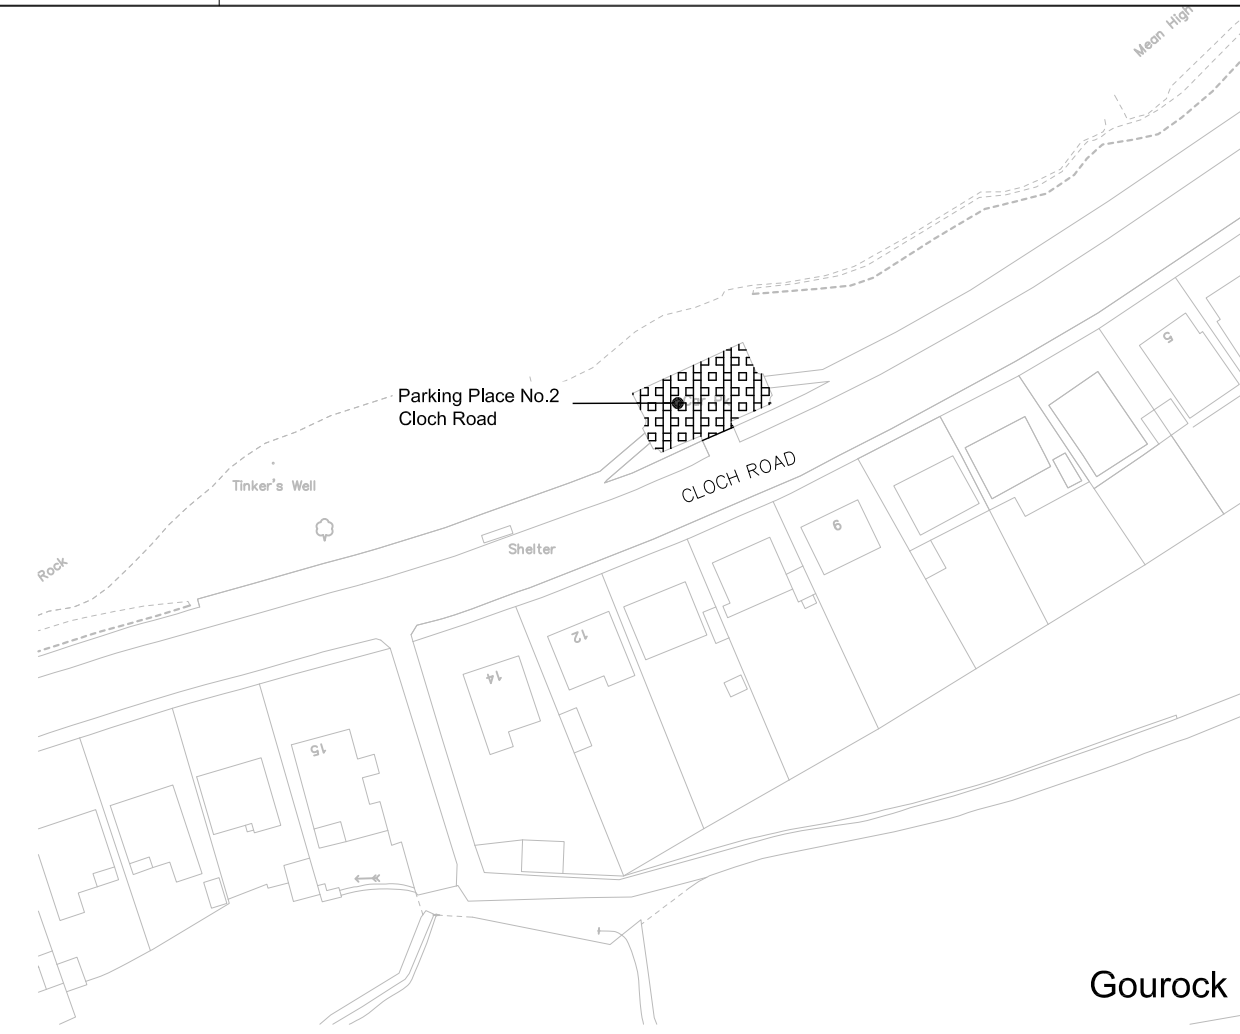 Mean High
Parking Place No.2
Cloch Road
CLOCH ROAD
Tinker's Well
Shelter
Rock
5
9
12
14
15
Gourock